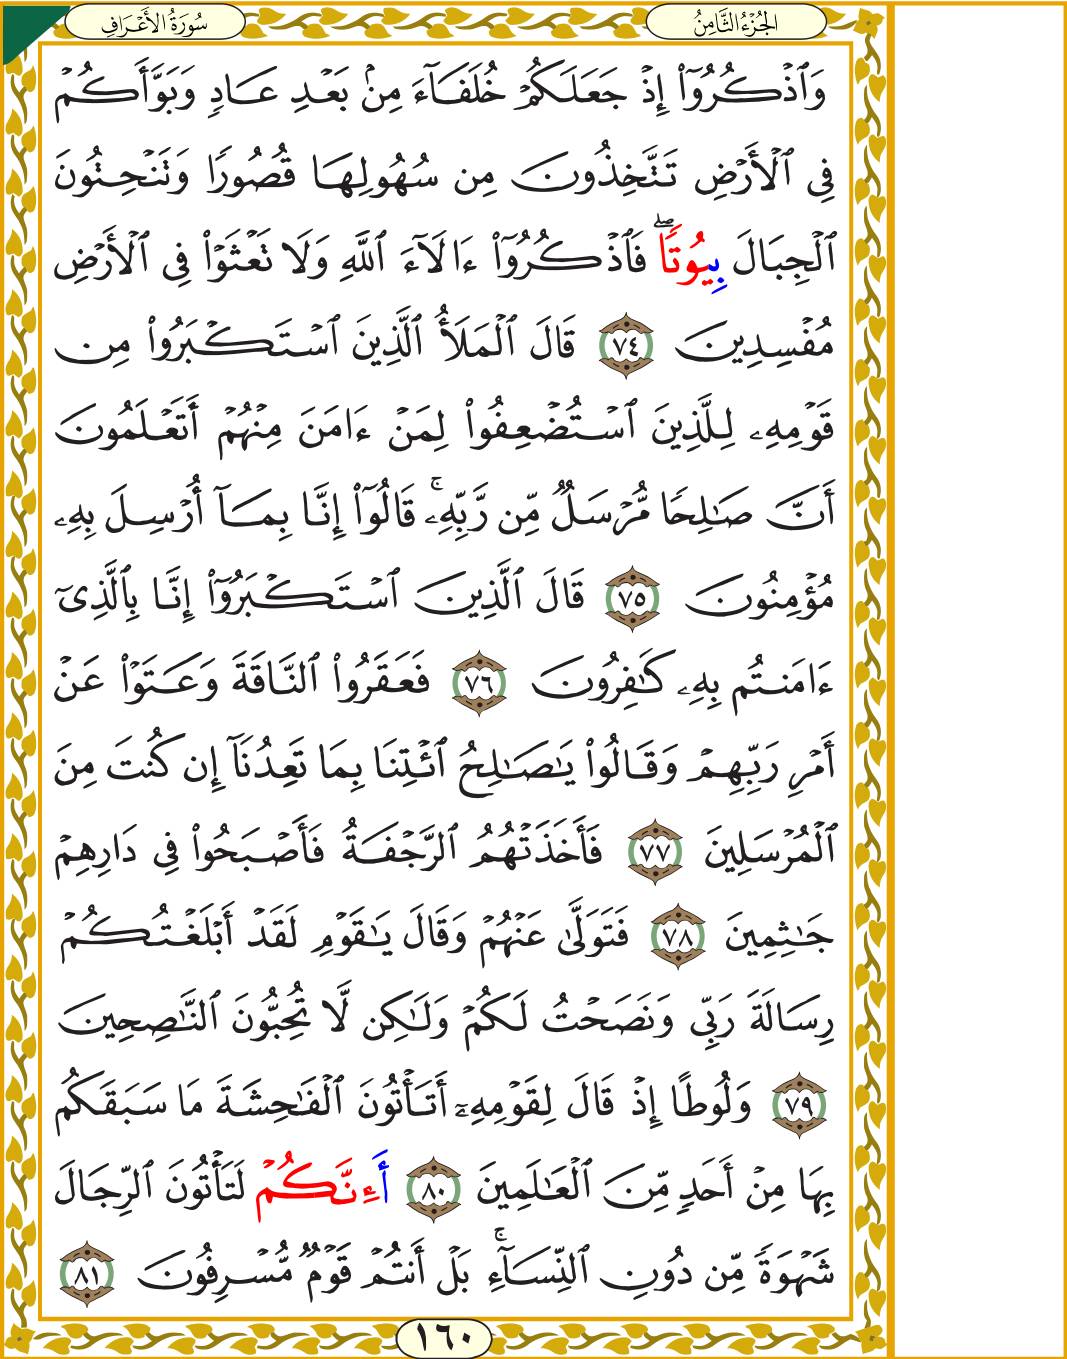 الجُزْءُ الثَّامِنُ
سُورَةُ الأَعْرَافِ
وَٱذْكُرُوٓا۟ إِذْ جَعَلَكُمْ خُلَفَآءَ مِنۢ بَعْدِ عَادٍ وَبَوَّأَكُمْ
فِى ٱلْأَرْضِ تَتَّخِذُونَ مِن سُهُولِهَا قُصُورًا وَتَنْحِتُونَ
ٱلْجِبَالَ بِيُوتًا ۖ فَٱذْكُرُوٓا۟ ءَالَآءَ ٱللَّهِ وَلَا تَعْثَوْا۟ فِى ٱلْأَرْضِ
مُفْسِدِينَ ٧٤ قَالَ ٱلْمَلَأُ ٱلَّذِينَ ٱسْتَكْبَرُوا۟ مِن
قَوْمِهِۦ لِلَّذِينَ ٱسْتُضْعِفُوا۟ لِمَنْ ءَامَنَ مِنْهُمْ أَتَعْلَمُونَ
أَنَّ صَٰلِحًا مُّرْسَلٌ مِّن رَّبِّهِۦ ۚ قَالُوٓا۟ إِنَّا بِمَآ أُرْسِلَ بِهِۦ
مُؤْمِنُونَ ٧٥ قَالَ ٱلَّذِينَ ٱسْتَكْبَرُوٓا۟ إِنَّا بِٱلَّذِىٓ
ءَامَنتُم بِهِۦ كَٰفِرُونَ ٧٦ فَعَقَرُوا۟ ٱلنَّاقَةَ وَعَتَوْا۟ عَنْ
أَمْرِ رَبِّهِمْ وَقَالُوا۟ يَٰصَٰلِحُ ٱئْتِنَا بِمَا تَعِدُنَآ إِن كُنتَ مِنَ
ٱلْمُرْسَلِينَ ٧٧ فَأَخَذَتْهُمُ ٱلرَّجْفَةُ فَأَصْبَحُوا۟ فِى دَارِهِمْ
جَٰثِمِينَ ٧٨ فَتَوَلَّىٰ عَنْهُمْ وَقَالَ يَٰقَوْمِ لَقَدْ أَبْلَغْتُكُمْ
رِسَالَةَ رَبِّى وَنَصَحْتُ لَكُمْ وَلَٰكِن لَّا تُحِبُّونَ ٱلنَّٰصِحِينَ
٧٩ وَلُوطًا إِذْ قَالَ لِقَوْمِهِۦٓ أَتَأْتُونَ ٱلْفَٰحِشَةَ مَا سَبَقَكُم
بِهَا مِنْ أَحَدٍ مِّنَ ٱلْعَٰلَمِينَ ٨٠ أَءِنَّكُمْ لَتَأْتُونَ ٱلرِّجَالَ
شَهْوَةً مِّن دُونِ ٱلنِّسَآءِ ۚ بَلْ أَنتُمْ قَوْمٌ مُّسْرِفُونَ ٨١
١٦٠